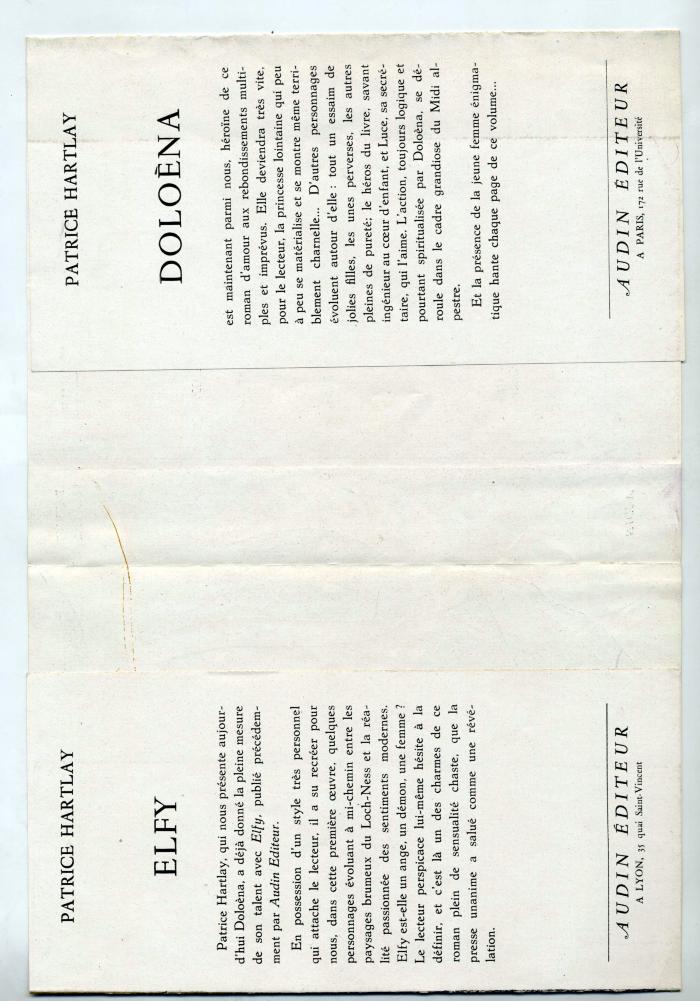 PATRICE HARTLAY
ELFY
Patrice Hartlay, qui nous présente aujour-
d'hui Doloèna, a déjà donné la pleine mesure
de son talent avec Elfy, publié précédem-
ment par Audin Editeur.
En possession d'un style très personnel
qui attache le lecteur, il a su recréer pour
nous, dans cette première œuvre, quelques
personnages évoluant à mi-chemin entre les
paysages brumeux du Loch-Ness et la réa-
lité passionnée des sentiments modernes.
Elfy est-elle un ange, un démon, une femme ?
Le lecteur perspicace lui-même hésite à la
définir, et c'est là un des charmes de ce
roman plein de sensualité chaste, que la
presse unanime a salué comme une révé-
lation.
AUDIN ÉDITEUR
A LYON, 35 quai Saint-Vincent
PATRICE HARTLAY
DOLOÈNA
est maintenant parmi nous, héroïne de ce
roman d'amour aux rebondissements multi-
ples et imprévus. Elle deviendra très vite,
pour le lecteur, la princesse lointaine qui peu
à peu se matérialise et se montre même terri-
blement charnelle... D'autres personnages
évoluent autour d'elle : tout un essaim de
jolies filles, les unes perverses, les autres
pleines de pureté; le héros du livre, savant
ingénieur au cœur d'enfant, et Luce, sa secré-
taire, qui l'aime. L'action, toujours logique et
pourtant spiritualisée par Doloèna, se dé-
roule dans le cadre grandiose du Midi al-
pestre.
Et la présence de la jeune femme énigma-
tique hante chaque page de ce volume...
AUDIN ÉDITEUR
A PARIS, 172 rue de l'Université